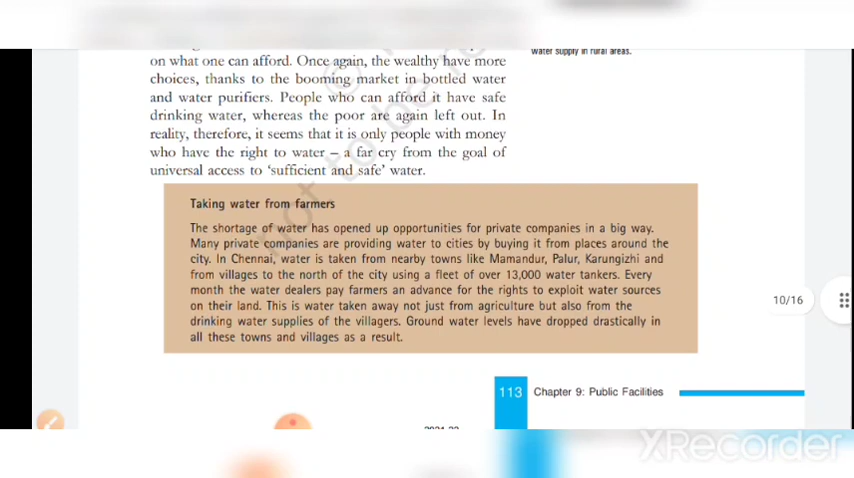 water supply in rural areas.
on what one can afford. Once again, the wealthy have more
choices, thanks to the booming market in bottled water
and water purifiers. People who can afford it have safe
drinking water, whereas the poor are again left out. In
reality, therefore, it seems that it is only people with money
who have the right to water – a far cry from the goal of
universal access to ‘sufficient and safe’ water.
Taking water from farmers
The shortage of water has opened up opportunities for private companies in a big way.
Many private companies are providing water to cities by buying it from places around the
city. In Chennai, water is taken from nearby towns like Mamandur, Palur, Karungizhi and
from villages to the north of the city using a fleet of over 13,000 water tankers. Every
month the water dealers pay farmers an advance for the rights to exploit water sources
on their land. This is water taken away not just from agriculture but also from the
drinking water supplies of the villagers. Ground water levels have dropped drastically in
all these towns and villages as a result.
10/16
113 Chapter 9: Public Facilities
XRecorder